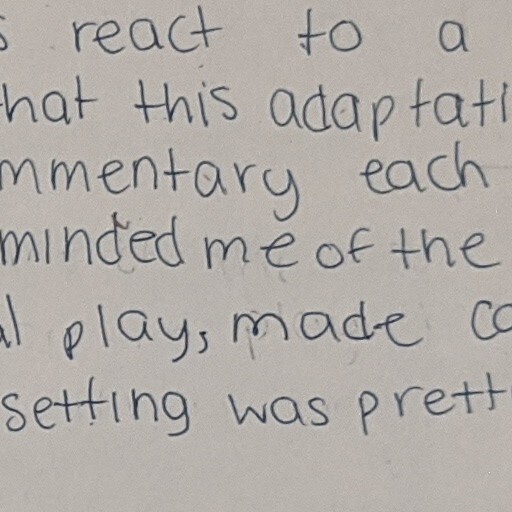 s react to a
hat this adaptati
mmentary each
minded me of the
l play, made co
setting was prett